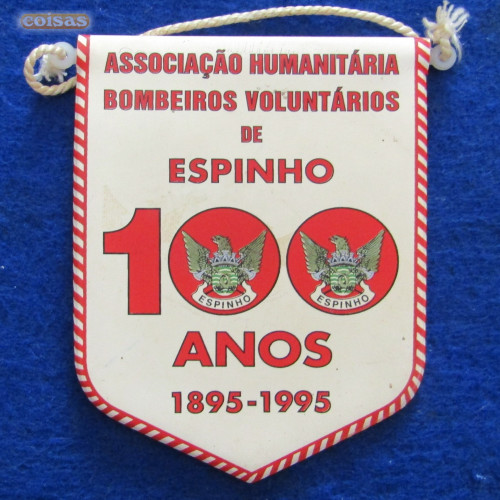 coisas
ASSOCIAÇÃO HUMANITÁRIA
BOMBEIROS VOLUNTÁRIOS
DE
ESPINHO
100
ESPINHO ESPINHO
ANOS
1895-1995